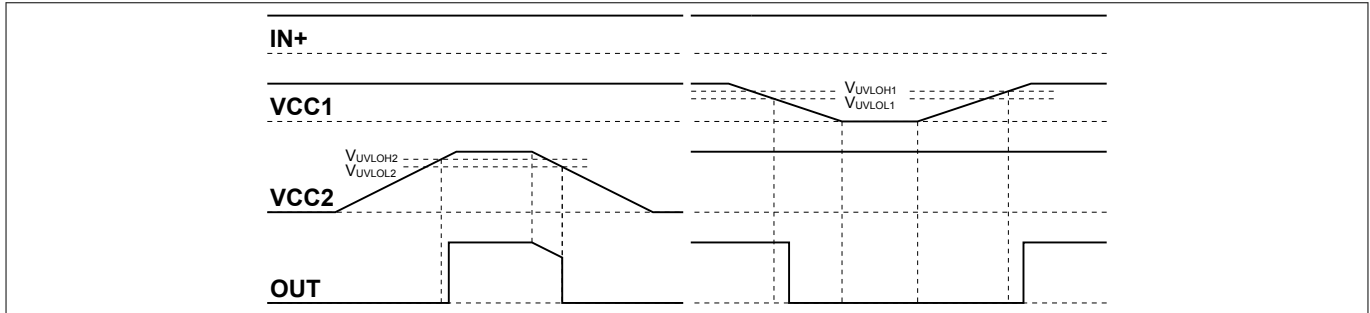 IN+
VCC1
VUVLOH1
VUVLOL1
VUVLOH2
VUVLOL2
VCC2
OUT